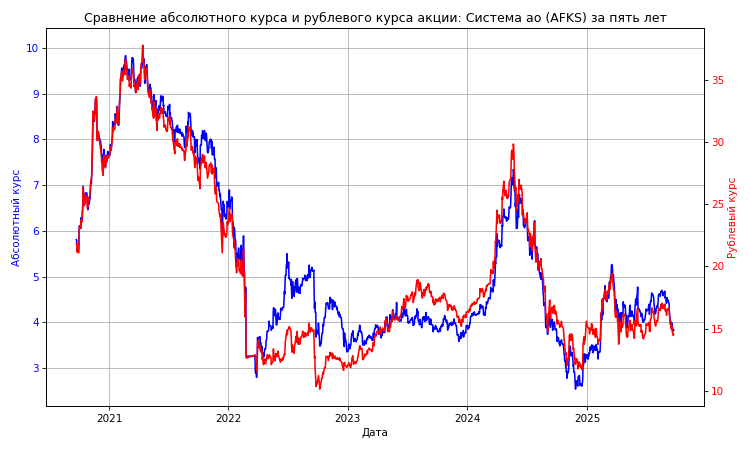 Сравнение абсолютного курса и рублевого курса акции: Система ао (AFKS) за пять лет
10
9
8
7
6
5
4
3
Абсолютный курс
35
30
25
20
15
10
Рублевый курс
2021 2022 2023 2024 2025
Дата